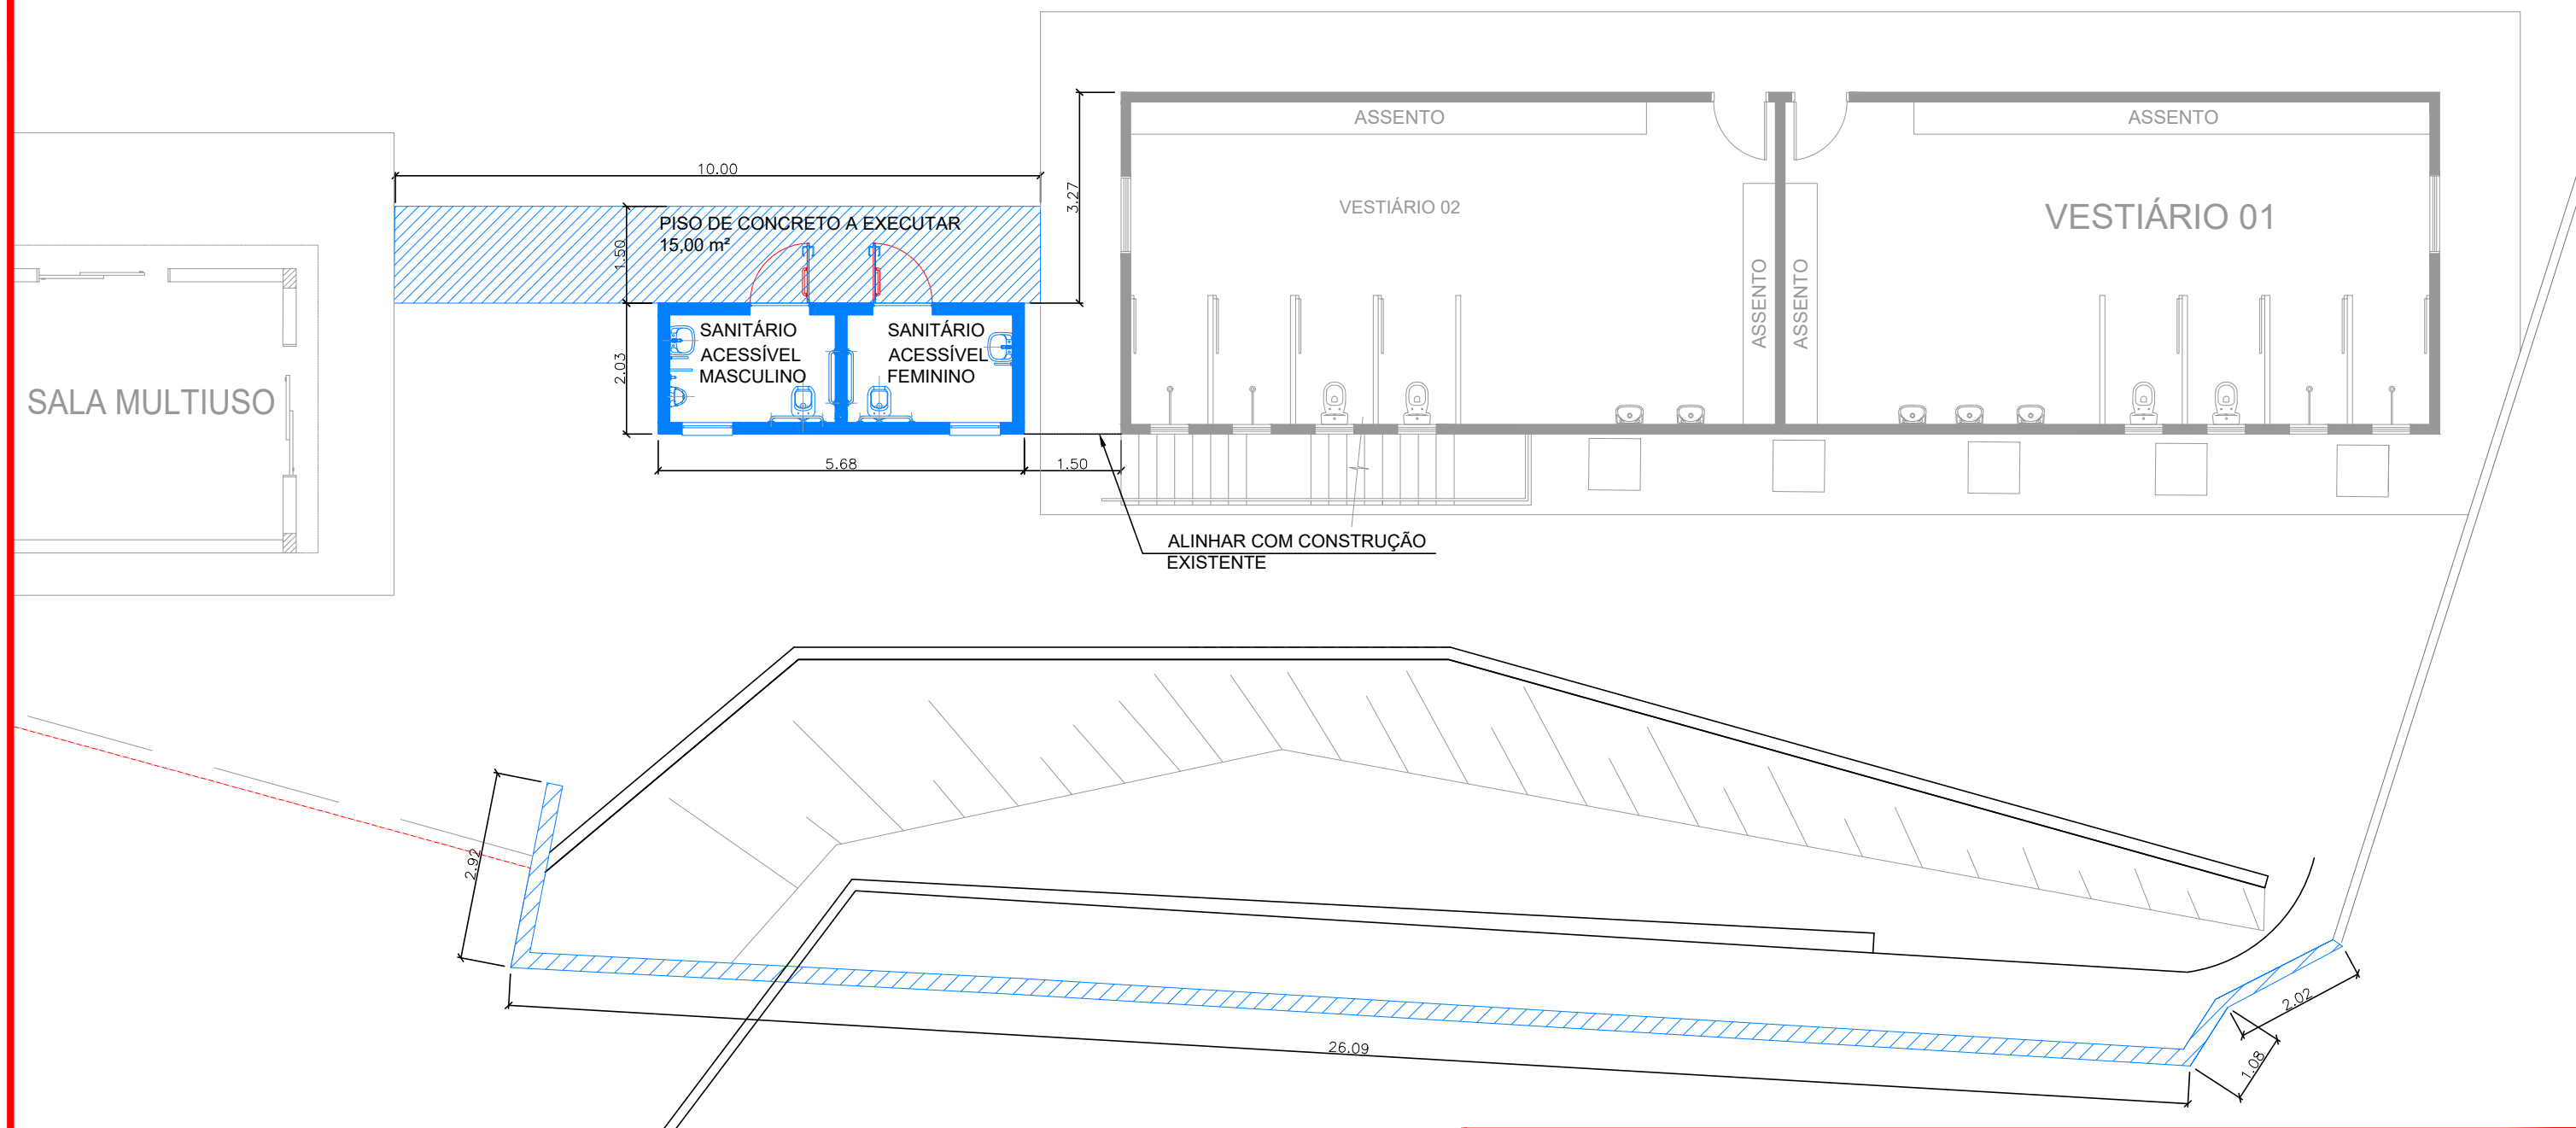 ASSENTO
ASSENTO
10.00
3.27
VESTIÁRIO 02
VESTIÁRIO 01
PISO DE CONCRETO A EXECUTAR
15,00 m²
1.50
ASSENTO
ASSENTO
SANITÁRIO
ACESSÍVEL
MASCULINO
SANITÁRIO
ACESSÍVEL
FEMININO
2.03
SALA MULTIUSO
5.68
1.50
ALINHAR COM CONSTRUÇÃO
EXISTENTE
2.92
2.02
26.09
1.08